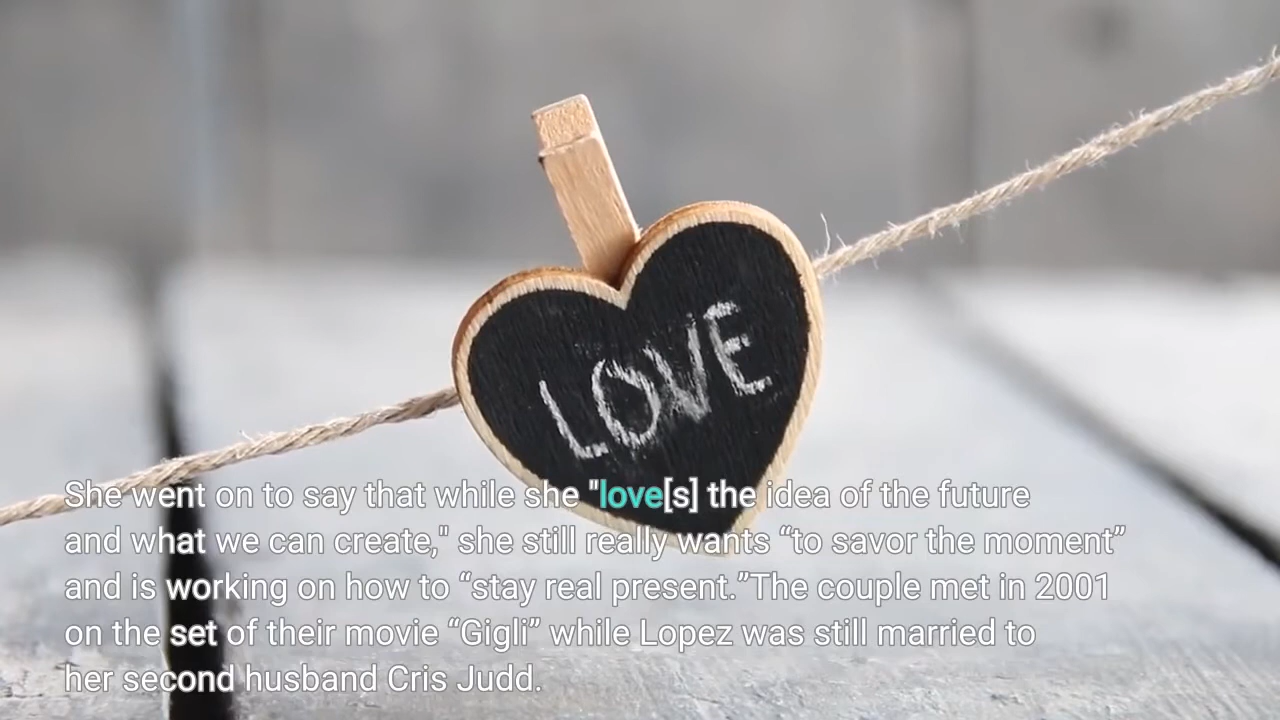 LOVE
She went on to say that while she "love[s] the idea of the future
and what we can create," she still really wants “to savor the moment”
and is working on how to “stay real present.”The couple met in 2001
on the set of their movie “Gigli” while Lopez was still married to
her second husband Cris Judd.